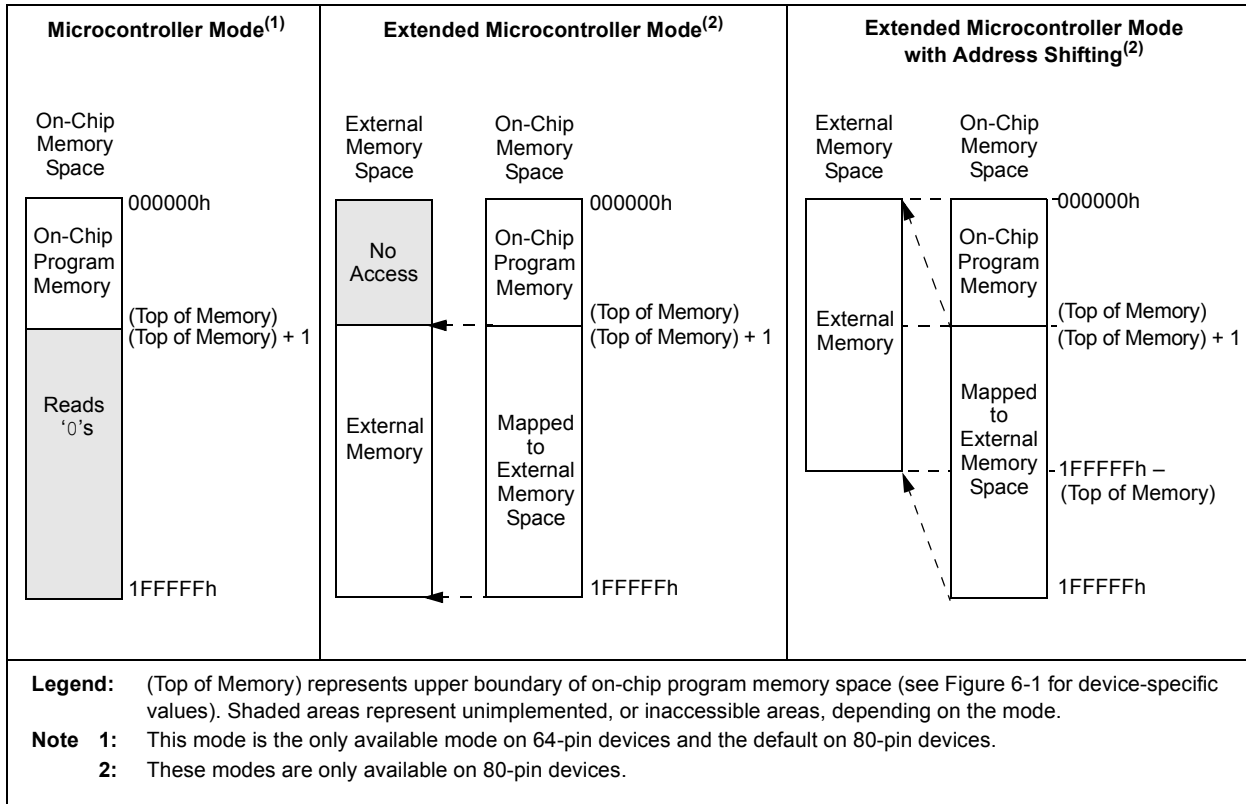 Microcontroller Mode(1)
On-Chip
Memory
Space
000000h
On-Chip
Program
Memory
(Top of Memory)
(Top of Memory) + 1
Reads
‘0’s
1FFFFFh
Extended Microcontroller Mode(2)
External
Memory
Space
On-Chip
Memory
Space
000000h
No
Access
On-Chip
Program
Memory
(Top of Memory)
(Top of Memory) + 1
External
Memory
Mapped
to
External
Memory
Space
1FFFFFh
Extended Microcontroller Mode
with Address Shifting(2)
External
Memory
Space
On-Chip
Memory
Space
000000h
On-Chip
Program
Memory
(Top of Memory)
(Top of Memory) + 1
External
Memory
Mapped
to
External
Memory
Space
1FFFFFh –
(Top of Memory)
1FFFFFh
Legend: (Top of Memory) represents upper boundary of on-chip program memory space (see Figure 6-1 for device-specific
values). Shaded areas represent unimplemented, or inaccessible areas, depending on the mode.
Note 1: This mode is the only available mode on 64-pin devices and the default on 80-pin devices.
2: These modes are only available on 80-pin devices.